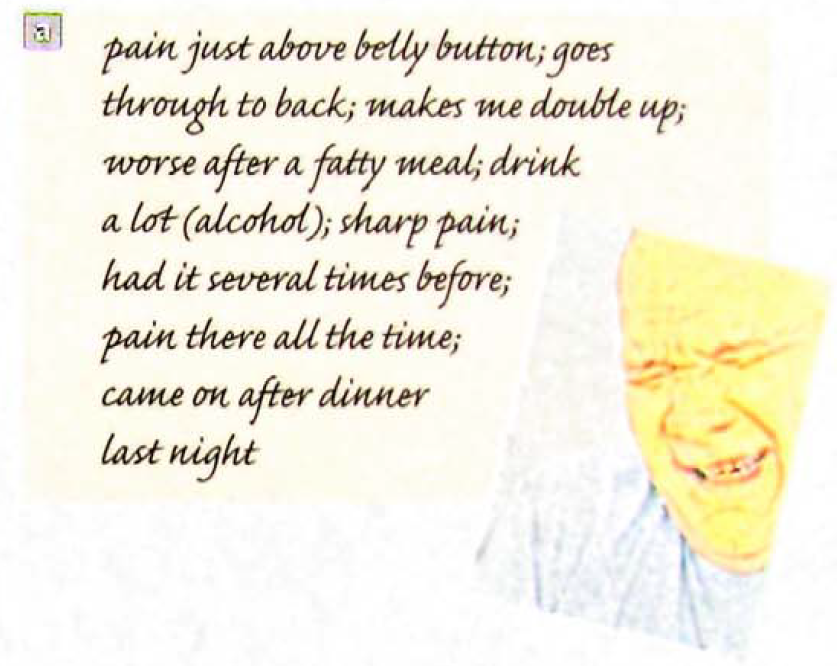 a
pain just above belly button; goes
through to back; makes me double up;
worse after a fatty meal; drink
a lot (alcohol); sharp pain;
had it several times before;
pain there all the time;
came on after dinner
last night